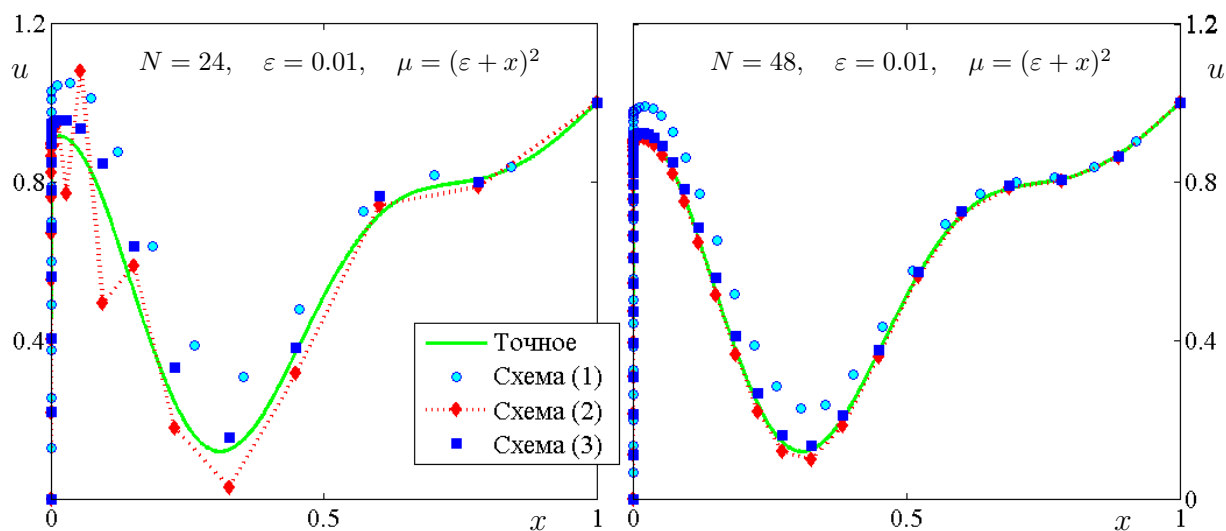 1.2
u
N = 24, ε = 0.01, μ = (ε + x)²
0.8
0.4
0
0.5
x
1
Точное
Схема (1)
Схема (2)
Схема (3)
1.2
N = 48, ε = 0.01, μ = (ε + x)²
u
0.8
0.4
0
0
0.5
x
1